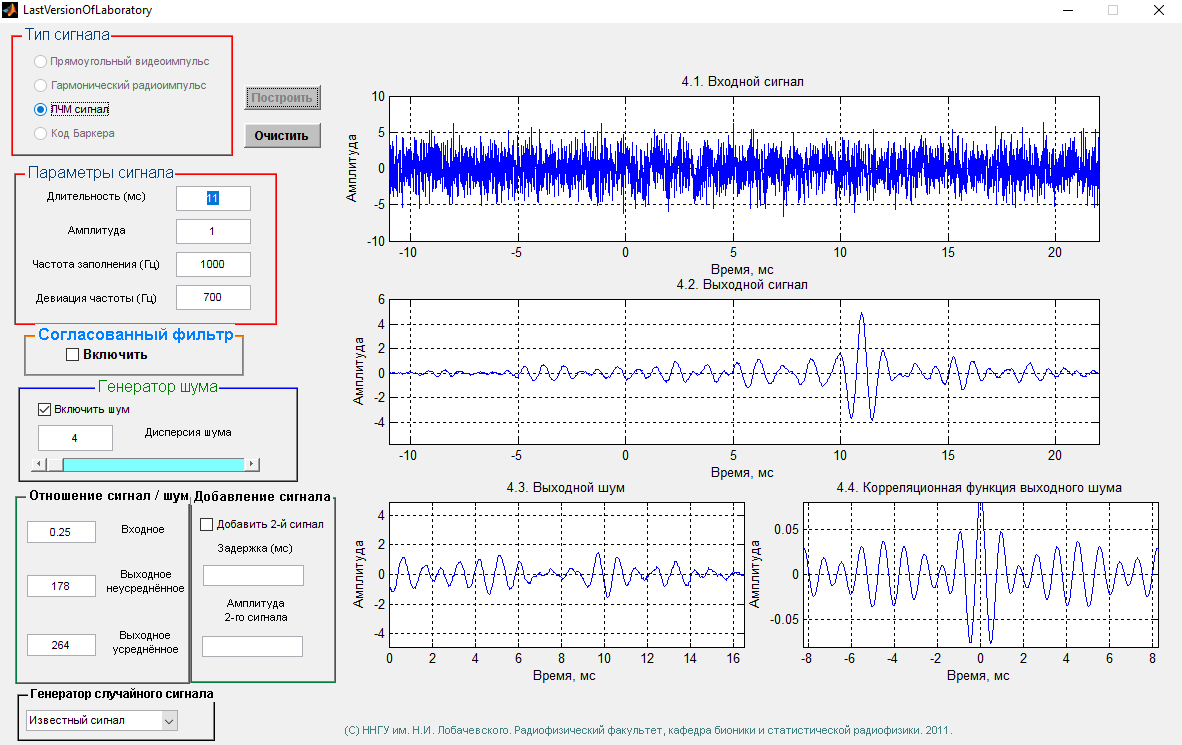 LastVersionOfLaboratory
Тип сигнала
Прямоугольный видеоимпульс
Гармонический радиоимпульс
ЛЧМ сигнал
Код Баркера
Построить
Очистить
Параметры сигнала
Длительность (мс)
11
Амплитуда
1
Частота заполнения (Гц)
1000
Девиация частоты (Гц)
700
Согласованный фильтр
Включить
Генератор шума
Включить шум
4
Дисперсия шума
Отношение сигнал / шум
0.25
Входное
178
Выходное
неусреднённое
264
Выходное
усреднённое
Добавление сигнала
Добавить 2-й сигнал
Задержка (мс)
Амплитуда
2-го сигнала
Генератор случайного сигнала
Известный сигнал
4.1. Входной сигнал
Амплитуда
10
5
0
-5
-10
-10 -5 0 5 10 15 20
Время, мс
4.2. Выходной сигнал
Амплитуда
6
4
2
0
-2
-4
-10 -5 0 5 10 15 20
Время, мс
4.3. Выходной шум
Амплитуда
4
2
0
-2
-4
0 2 4 6 8 10 12 14 16
Время, мс
4.4. Корреляционная функция выходного шума
Амплитуда
0.05
0
-0.05
-8 -6 -4 -2 0 2 4 6 8
Время, мс
(С) ННГУ им. Н.И. Лобачевского. Радиофизический факультет, кафедра бионики и статистической радиофизики. 2011.